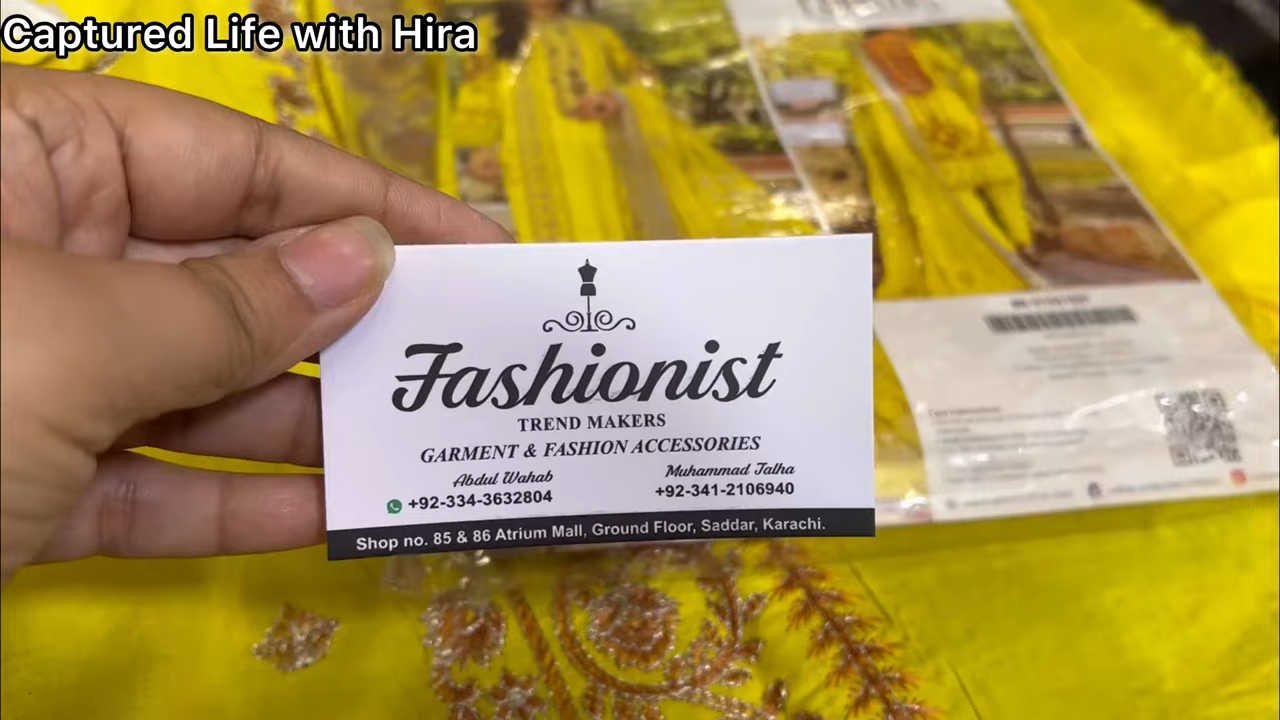 Captured Life with Hira
Fashionist
TREND MAKERS
GARMENT & FASHION ACCESSORIES
Abdul Wahab
+92-334-3632804
Muhammad Talha
+92-341-2106940
Shop no. 85 & 86 Atrium Mall, Ground Floor, Saddar, Karachi.